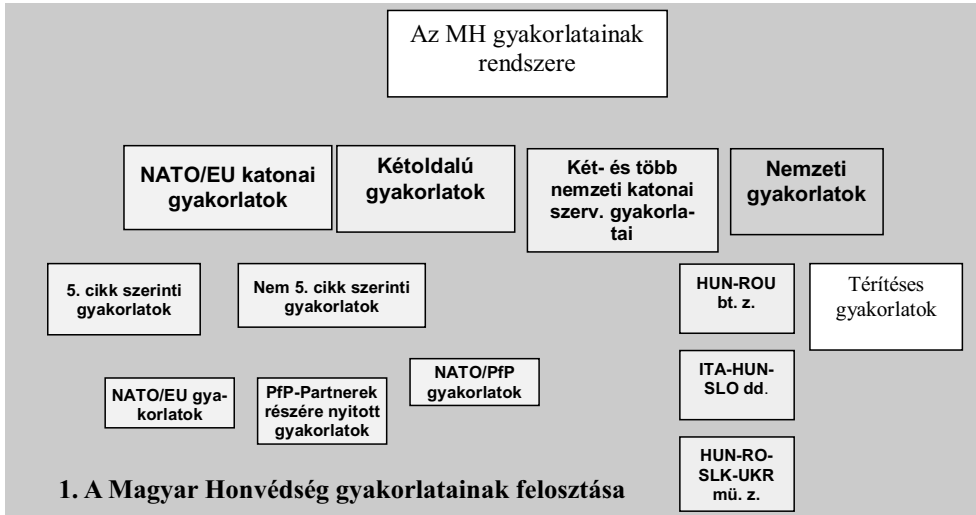 Az MH gyakorlatainak
rendszere
NATO/EU katonai
gyakorlatok
Kétoldalú
gyakorlatok
Két- és több
nemzeti katonai
szerv. gyakorla-
tai
Nemzeti
gyakorlatok
5. cikk szerinti
gyakorlatok
Nem 5. cikk szerinti
gyakorlatok
HUN-ROU
bt. z.
Térítéses
gyakorlatok
NATO/EU gya-
korlatok
PfP-Partnerek
részére nyitott
gyakorlatok
NATO/PfP
gyakorlatok
ITA-HUN-
SLO dd.
HUN-RO-
SLK-UKR
mü. z.
1. A Magyar Honvédség gyakorlatainak felosztása